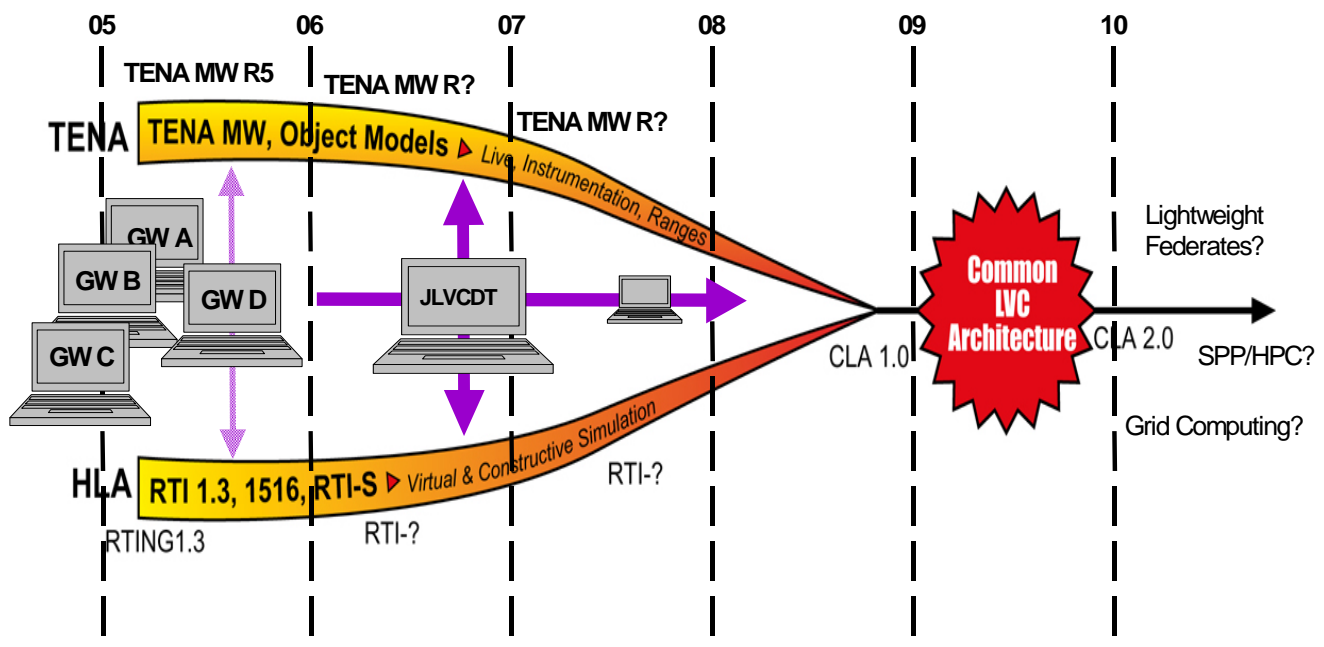 05 06 07 08 09 10
TENA MW R5
TENA MW R?
TENA MW R?
TENA
TENA MW, Object Models
Live, Instrumentation, Ranges
GW A
GW B
GW D
GW C
JLVCDT
Common
LVC
Architecture
CLA 1.0
CLA 2.0
Lightweight
Federates?
SPP/HPC?
Grid Computing?
HLA
RTI 1.3, 1516, RTI-S
Virtual & Constructive Simulation
RTING1.3
RTI-?
RTI-?